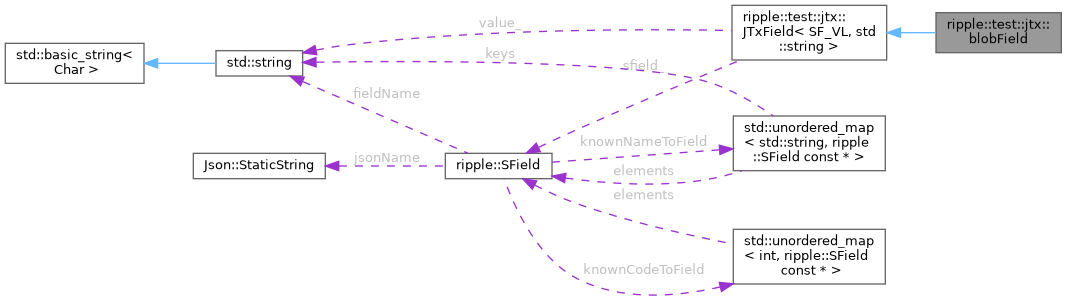 ripple::test::jtx::
JTxField< SF_VL, std
::string >
ripple::test::jtx::
blobField
value_
std::basic_string<
Char >
std::string
keys
sfield_
fieldName
std::unordered_map
< std::string, ripple
::SField const * >
knownNameToField
jsonName
Json::StaticString
ripple::SField
elements
elements
std::unordered_map
< int, ripple::SField
const * >
knownCodeToField